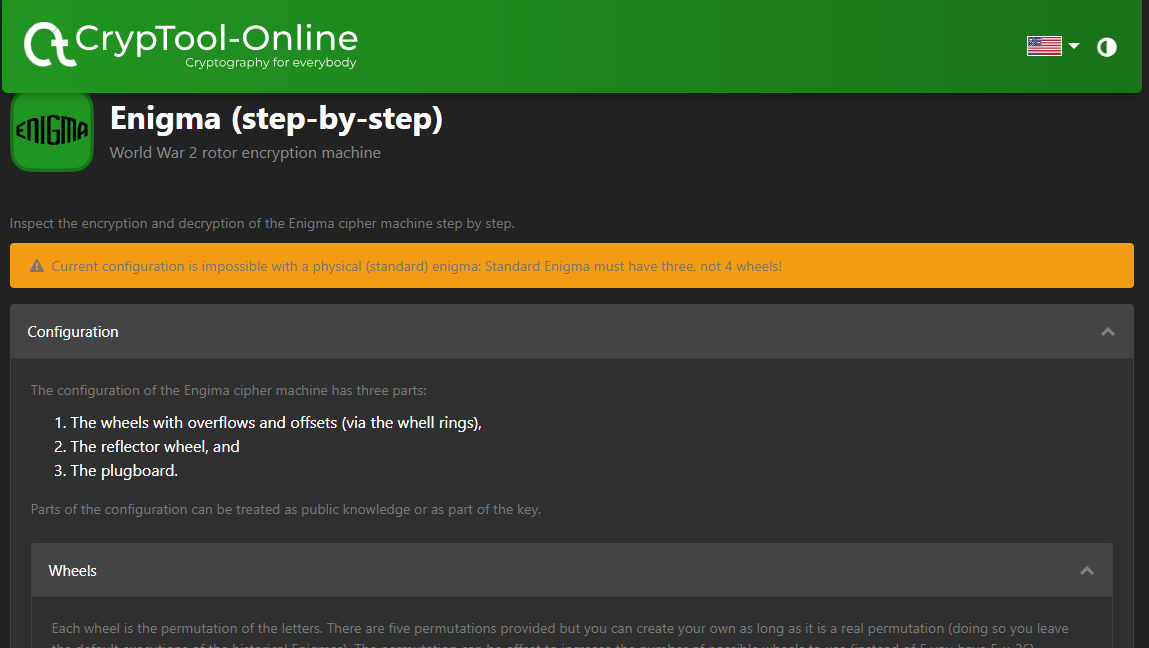 CrypTool-Online
Cryptography for everybody
ENIGMA
Enigma (step-by-step)
World War 2 rotor encryption machine
Inspect the encryption and decryption of the Enigma cipher machine step by step.
Current configuration is impossible with a physical (standard) enigma: Standard Enigma must have three, not 4 wheels!
Configuration
The configuration of the Engima cipher machine has three parts:
1. The wheels with overflows and offsets (via the whell rings),
2. The reflector wheel, and
3. The plugboard.
Parts of the configuration can be treated as public knowledge or as part of the key.
Wheels
Each wheel is the permutation of the letters. There are five permutations provided but you can create your own as long as it is a real permutation (doing so you leave